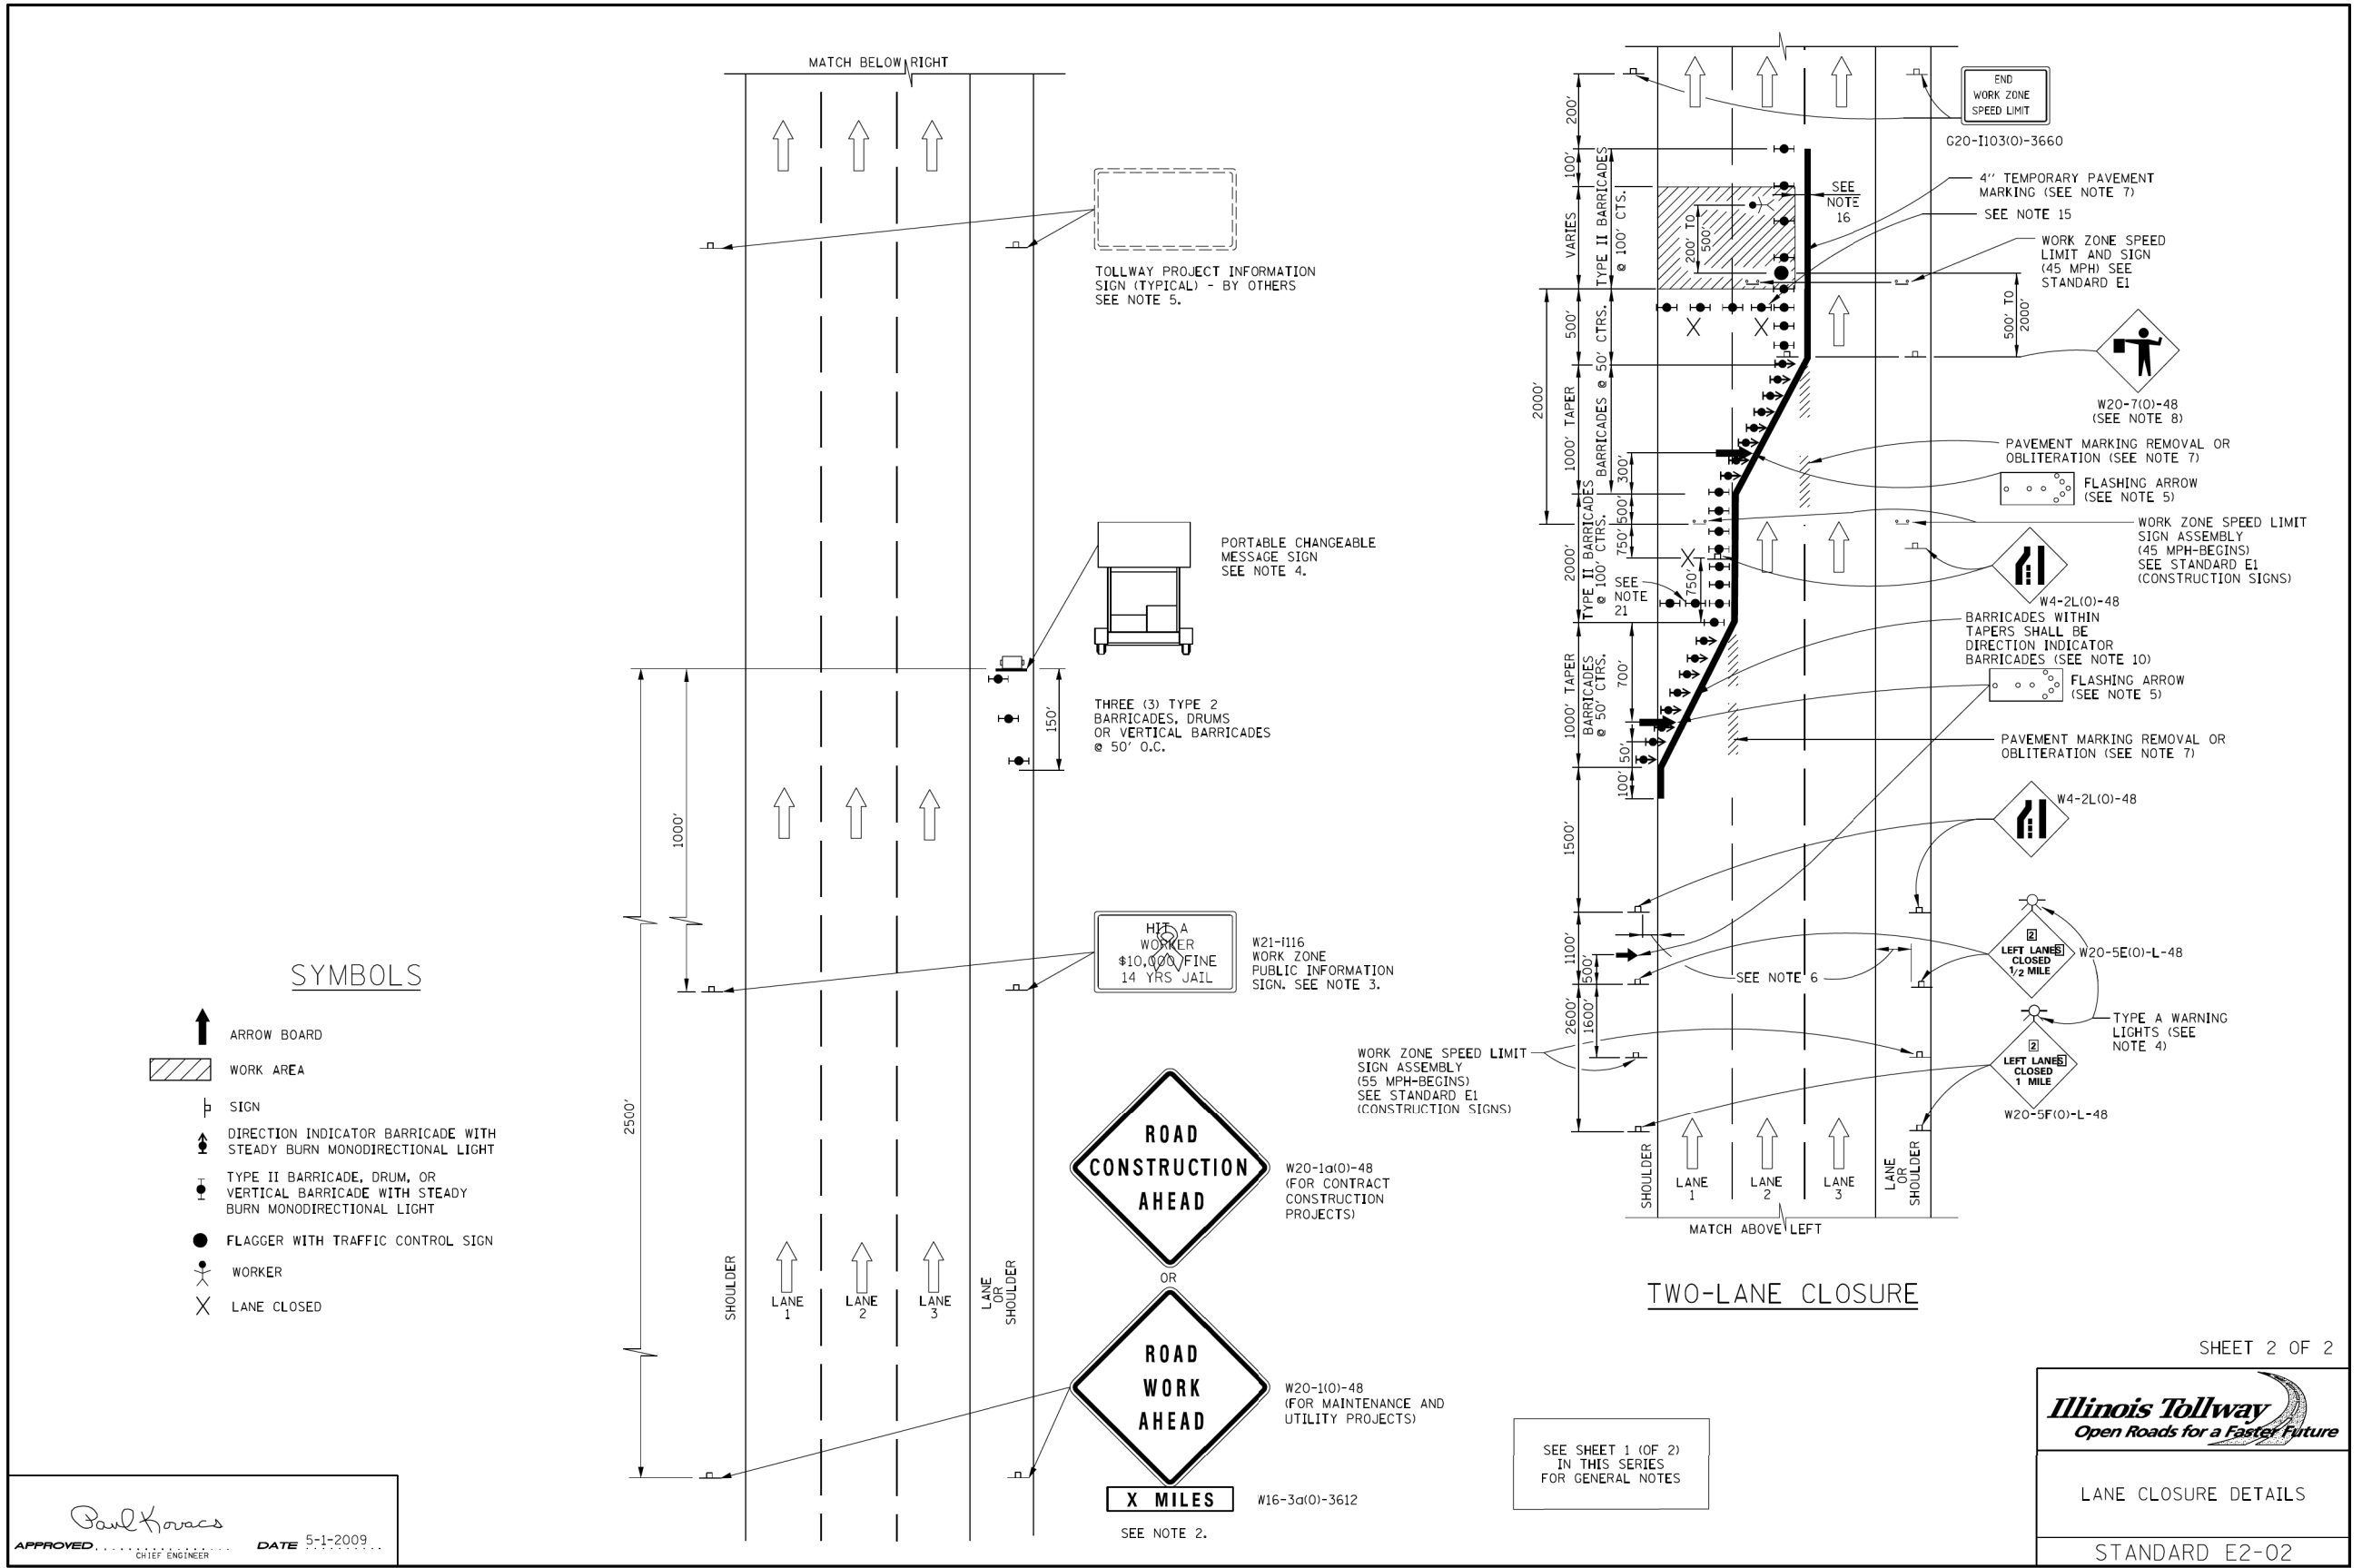 MATCH BELOW RIGHT
TOLLWAY PROJECT INFORMATION
SIGN (TYPICAL) - BY OTHERS
SEE NOTE 5.
PORTABLE CHANGEABLE
MESSAGE SIGN
SEE NOTE 4.
THREE (3) TYPE 2
BARRICADES, DRUMS
OR VERTICAL BARRICADES
@ 50' O.C.
150'
1000'
2500'
HIT A
WORKER
$10,000 FINE
14 YRS JAIL
W21-I116
WORK ZONE
PUBLIC INFORMATION
SIGN. SEE NOTE 3.
ROAD
CONSTRUCTION
AHEAD
W20-1a(O)-48
(FOR CONTRACT
CONSTRUCTION
PROJECTS)
OR
ROAD
WORK
AHEAD
W20-1(O)-48
(FOR MAINTENANCE AND
UTILITY PROJECTS)
X MILES
W16-3a(O)-3612
SEE NOTE 2.
SHOULDER
LANE
1
LANE
2
LANE
3
LANE
OR
SHOULDER
SYMBOLS
ARROW BOARD
WORK AREA
SIGN
DIRECTION INDICATOR BARRICADE WITH
STEADY BURN MONODIRECTIONAL LIGHT
TYPE II BARRICADE, DRUM, OR
VERTICAL BARRICADE WITH STEADY
BURN MONODIRECTIONAL LIGHT
FLAGGER WITH TRAFFIC CONTROL SIGN
WORKER
LANE CLOSED
APPROVED
CHIEF ENGINEER
DATE 5-1-2009
Paul Kovacs
END
WORK ZONE
SPEED LIMIT
G20-I103(O)-3660
4'' TEMPORARY PAVEMENT
MARKING (SEE NOTE 7)
SEE NOTE 15
SEE
NOTE
16
WORK ZONE SPEED
LIMIT AND SIGN
(45 MPH) SEE
STANDARD E1
500' TO
2000'
W20-7(O)-48
(SEE NOTE 8)
PAVEMENT MARKING REMOVAL OR
OBLITERATION (SEE NOTE 7)
FLASHING ARROW
(SEE NOTE 5)
WORK ZONE SPEED LIMIT
SIGN ASSEMBLY
(45 MPH-BEGINS)
SEE STANDARD E1
(CONSTRUCTION SIGNS)
W4-2L(O)-48
BARRICADES WITHIN
TAPERS SHALL BE
DIRECTION INDICATOR
BARRICADES (SEE NOTE 10)
FLASHING ARROW
(SEE NOTE 5)
PAVEMENT MARKING REMOVAL OR
OBLITERATION (SEE NOTE 7)
W4-2L(O)-48
2
LEFT LANES
CLOSED
1/2 MILE
W20-5E(O)-L-48
TYPE A WARNING
LIGHTS (SEE
NOTE 4)
2
LEFT LANES
CLOSED
1 MILE
W20-5F(O)-L-48
SEE NOTE 6
WORK ZONE SPEED LIMIT
SIGN ASSEMBLY
(55 MPH-BEGINS)
SEE STANDARD E1
(CONSTRUCTION SIGNS)
200'
100'
VARIES
500'
1000' TAPER
2000'
1000' TAPER
1500'
1100'
2600'
2000'
TYPE II BARRICADES
@ 100' CTS.
200' TO
500'
BARRICADES @ 50' CTRS.
TYPE II BARRICADES
@ 100' CTRS.
BARRICADES
@ 50' CTRS.
300'
500'
750'
750'
SEE
NOTE
21
700'
50'
100'
500'
1600'
SHOULDER
LANE
1
LANE
2
LANE
3
LANE
OR
SHOULDER
MATCH ABOVE LEFT
TWO-LANE CLOSURE
SEE SHEET 1 (OF 2)
IN THIS SERIES
FOR GENERAL NOTES
SHEET 2 OF 2
Illinois Tollway
Open Roads for a Faster Future
LANE CLOSURE DETAILS
STANDARD E2-02